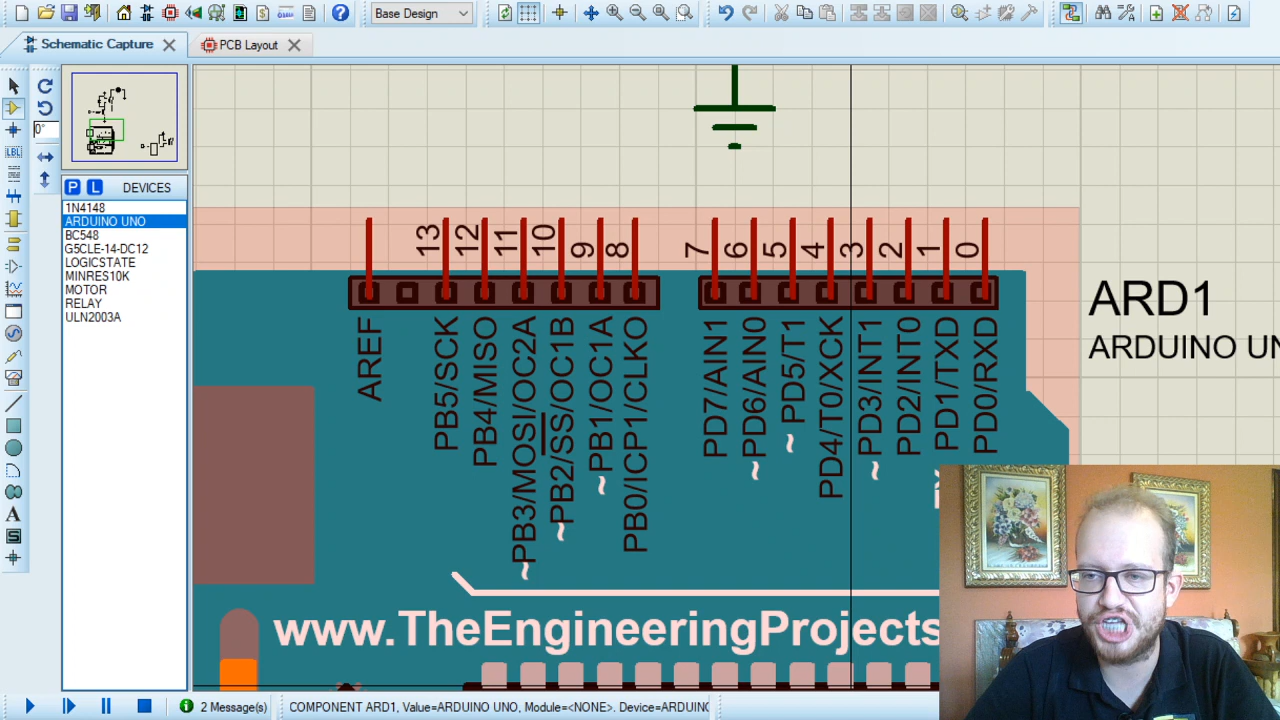 Base Design
Schematic Capture
PCB Layout
0°
LBL
P L DEVICES
1N4148
ARDUINO UNO
BC548
G5CLE-14-DC12
LOGICSTATE
MINRES10K
MOTOR
RELAY
ULN2003A
A
S
13 12 11 10 9 8 7 6 5 4 3 2 1 0
AREF
PB5/SCK
PB4/MISO
~PB3/MOSI/OC2A
~PB2/SS/OC1B
~PB1/OC1A
PB0/ICP1/CLKO
PD7/AIN1
~PD6/AIN0
~PD5/T1
PD4/T0/XCK
~PD3/INT1
PD2/INT0
PD1/TXD
PD0/RXD
ARD1
ARDUINO UN
www.TheEngineeringProjects
2 Message(s)
COMPONENT ARD1, Value=ARDUINO UNO, Module=<NONE>. Device=ARDUINO